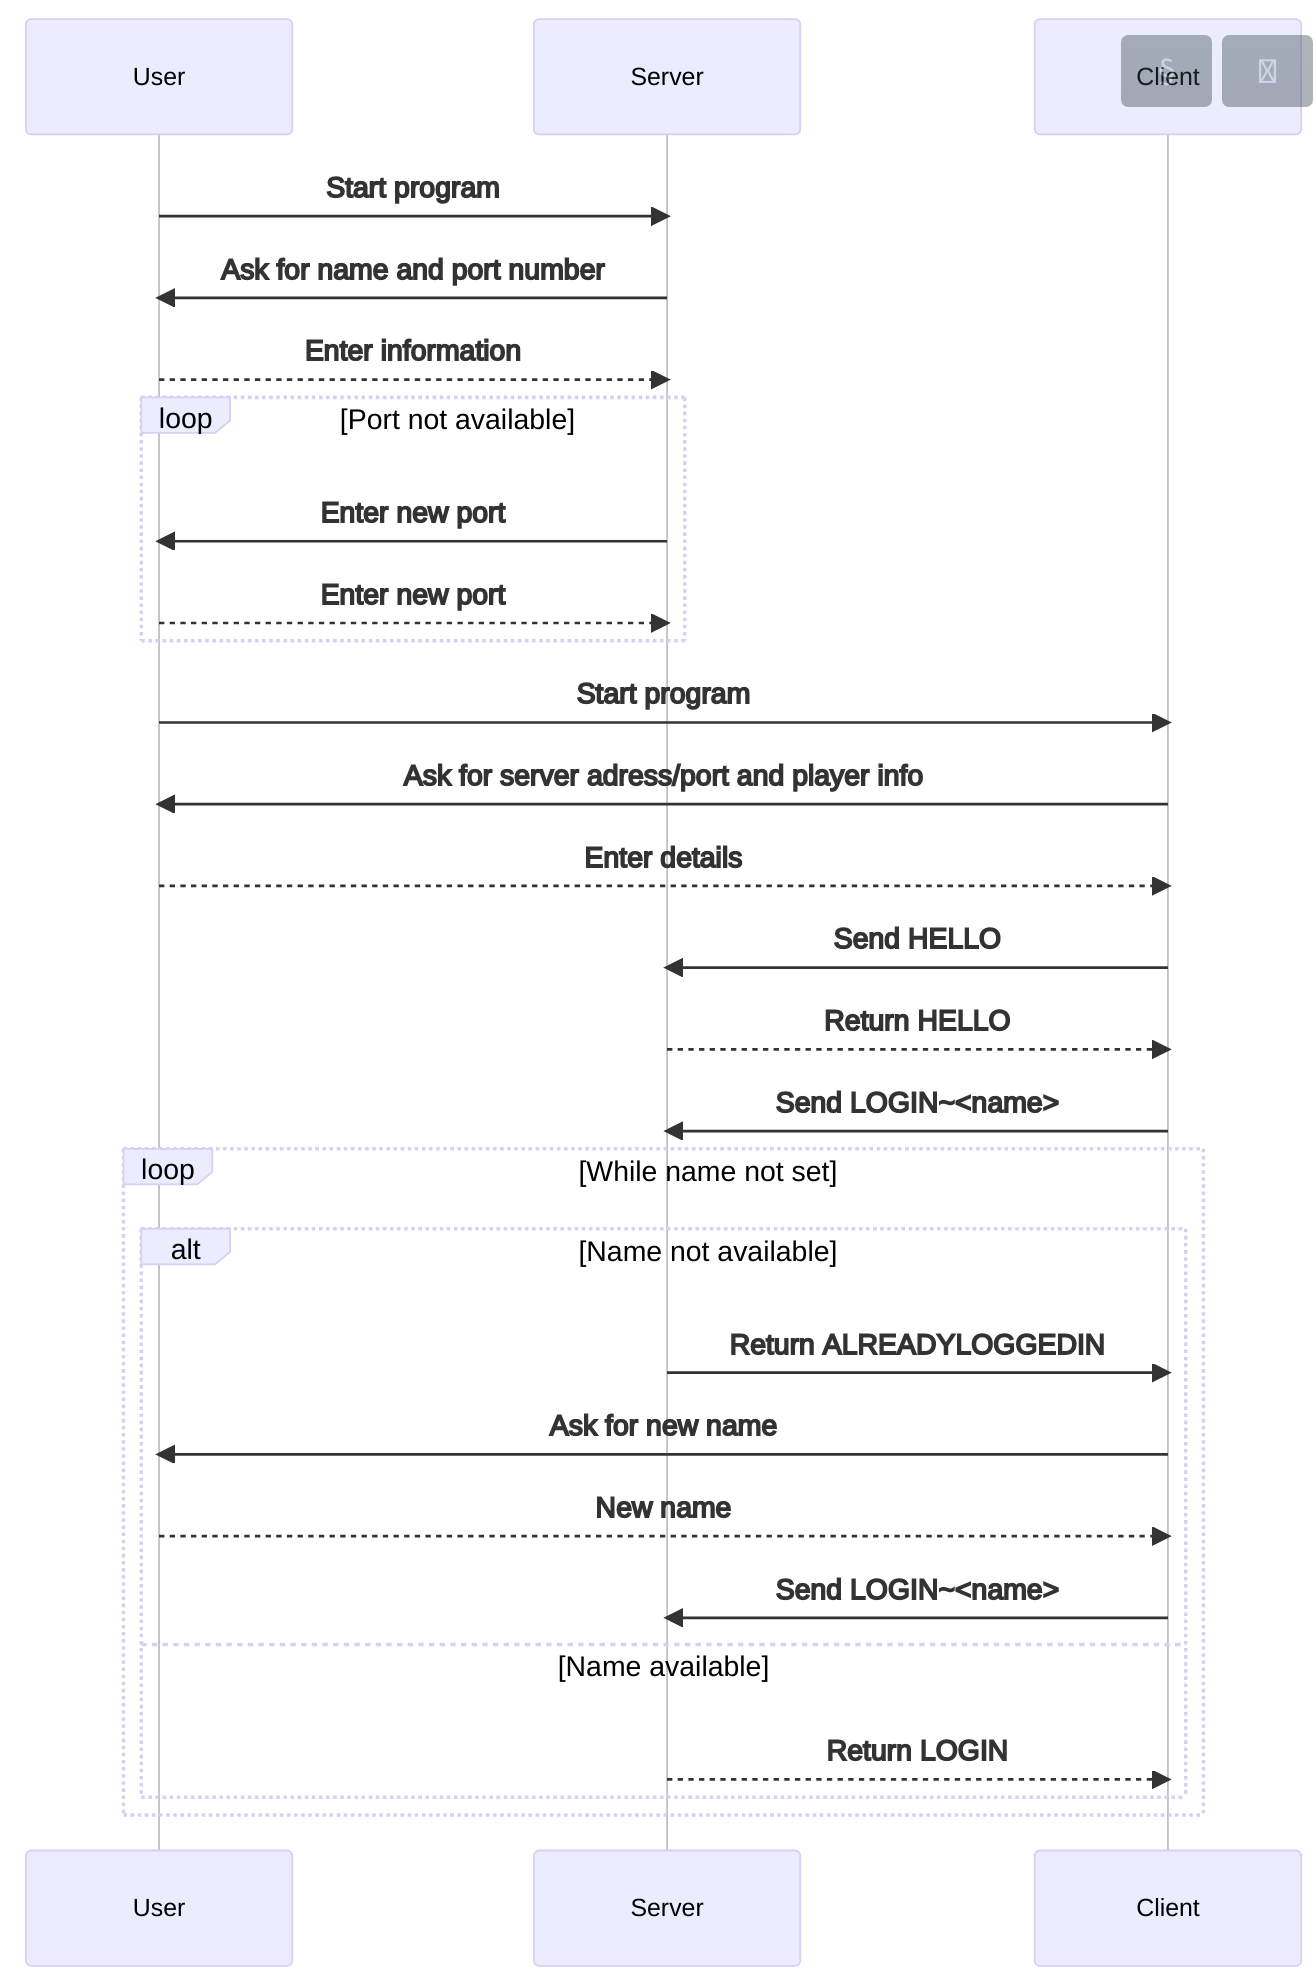 User
Server
Client
S
Start program
Ask for name and port number
Enter information
loop
[Port not available]
Enter new port
Enter new port
Start program
Ask for server adress/port and player info
Enter details
Send HELLO
Return HELLO
Send LOGIN~<name>
loop
[While name not set]
alt
[Name not available]
Return ALREADYLOGGEDIN
Ask for new name
New name
Send LOGIN~<name>
[Name available]
Return LOGIN
User
Server
Client